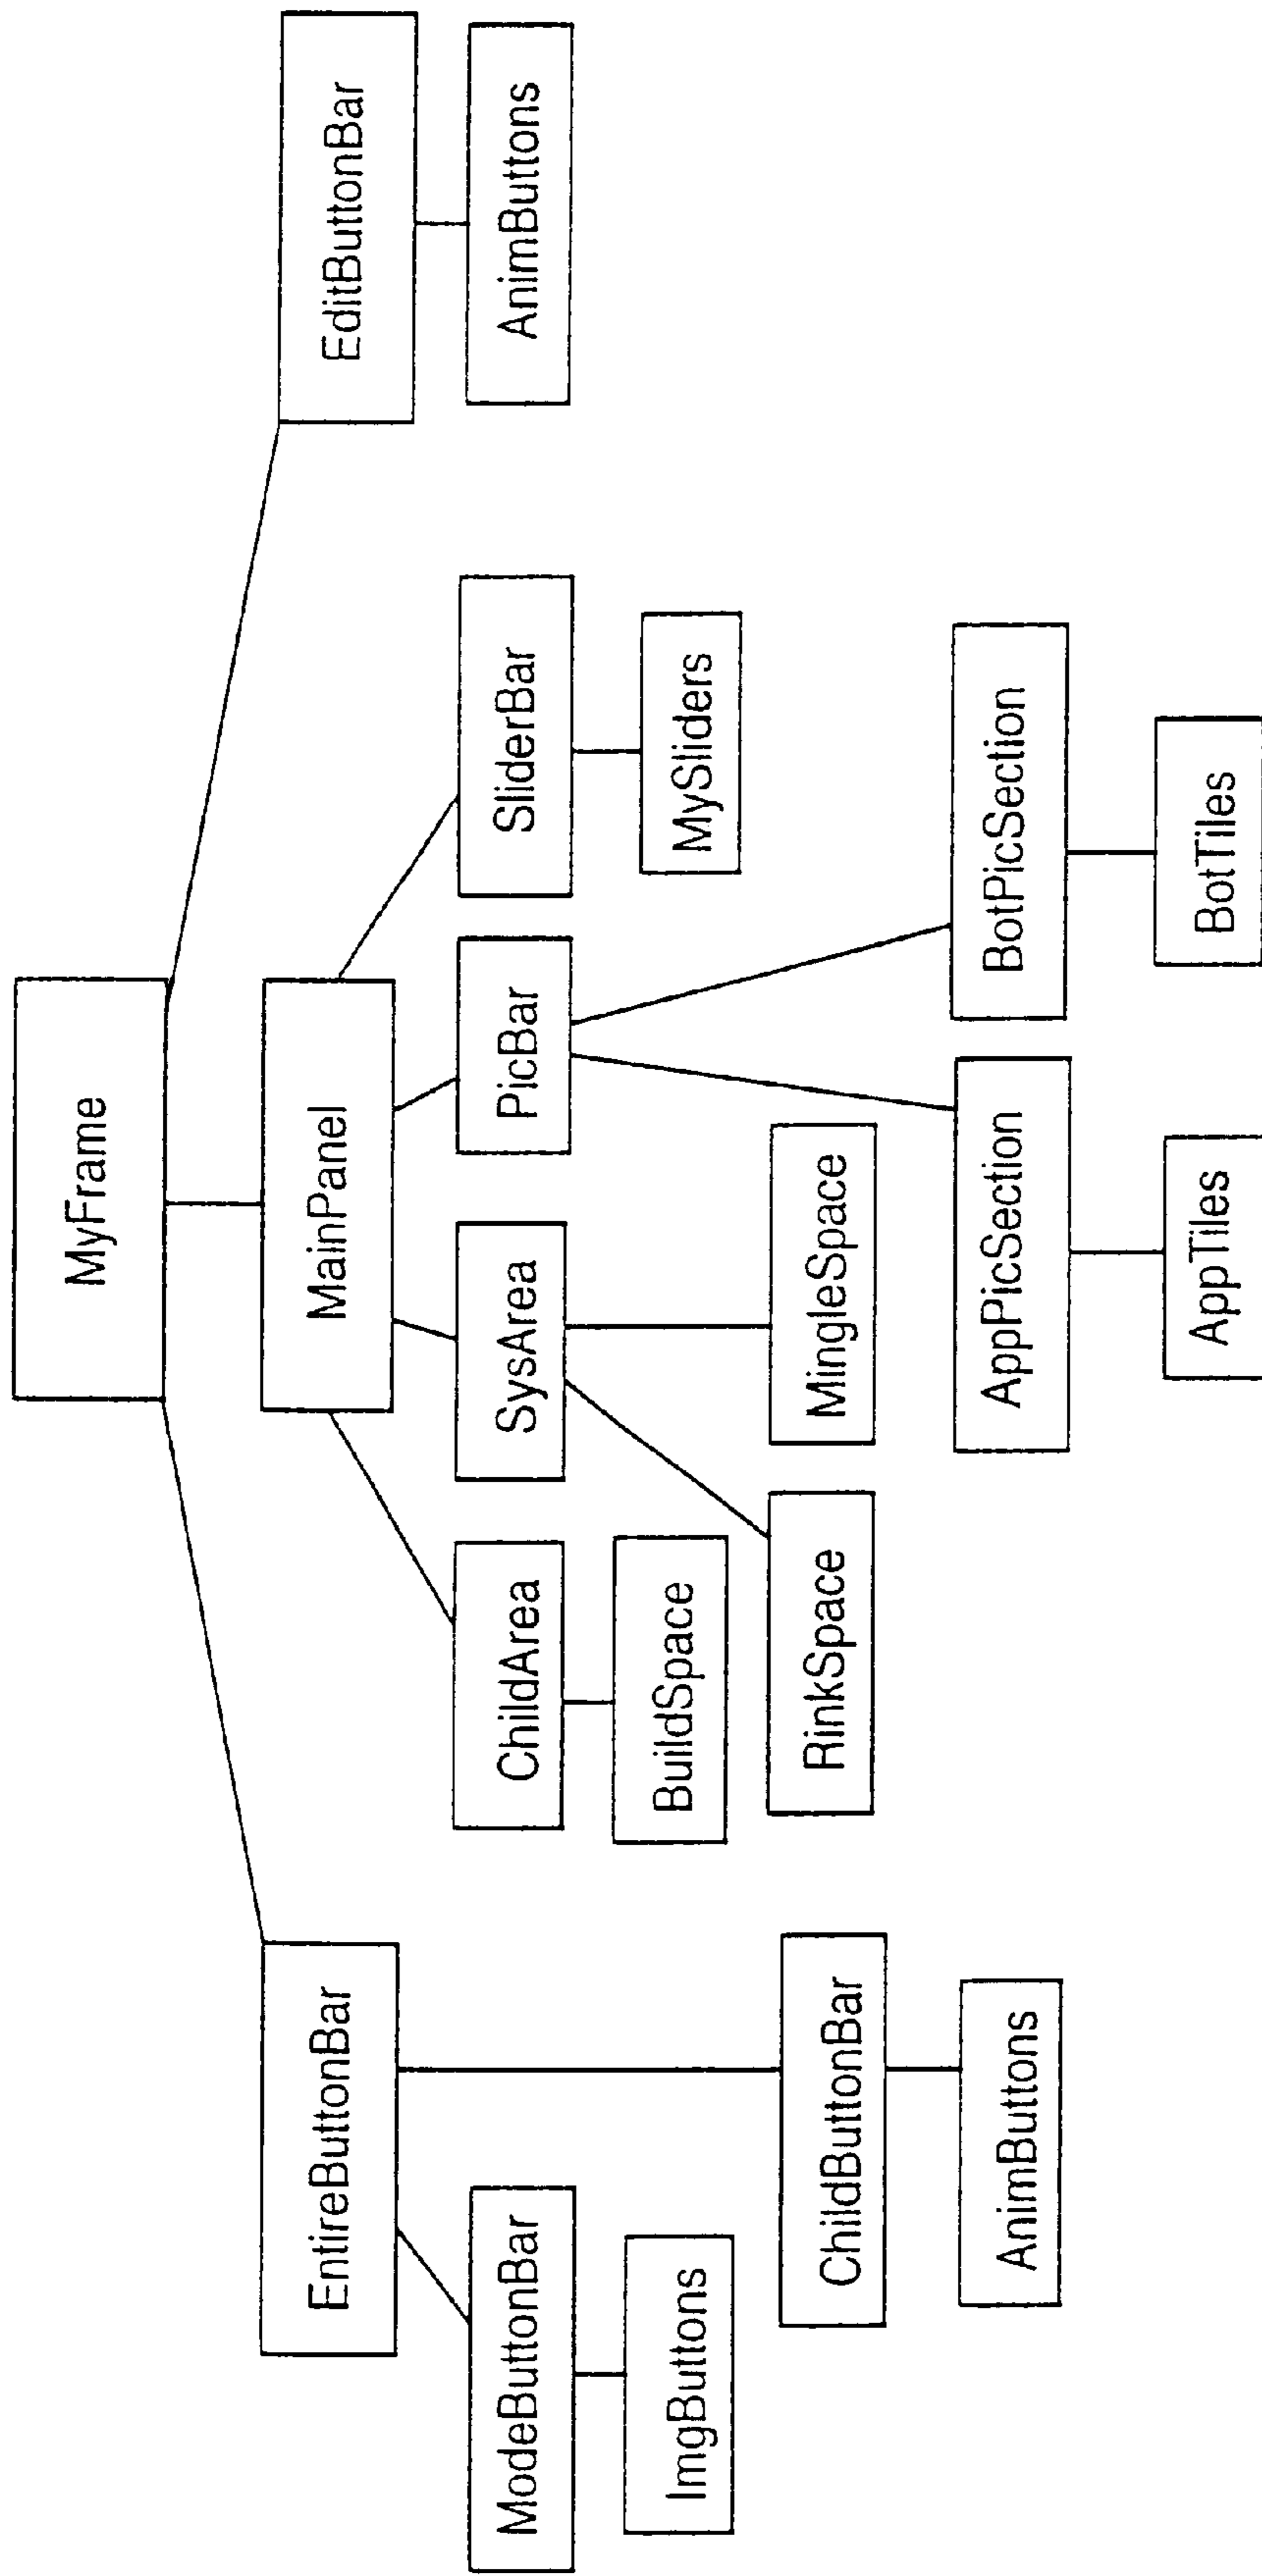 MyFrame
EntireButtonBar
MainPanel
EditButtonBar
ModeButtonBar
ChildArea
SysArea
PicBar
SliderBar
AnimButtons
ImgButtons
BuildSpace
MySliders
ChildButtonBar
RinkSpace
MingleSpace
AnimButtons
AppPicSection
BotPicSection
AppTiles
BotTiles